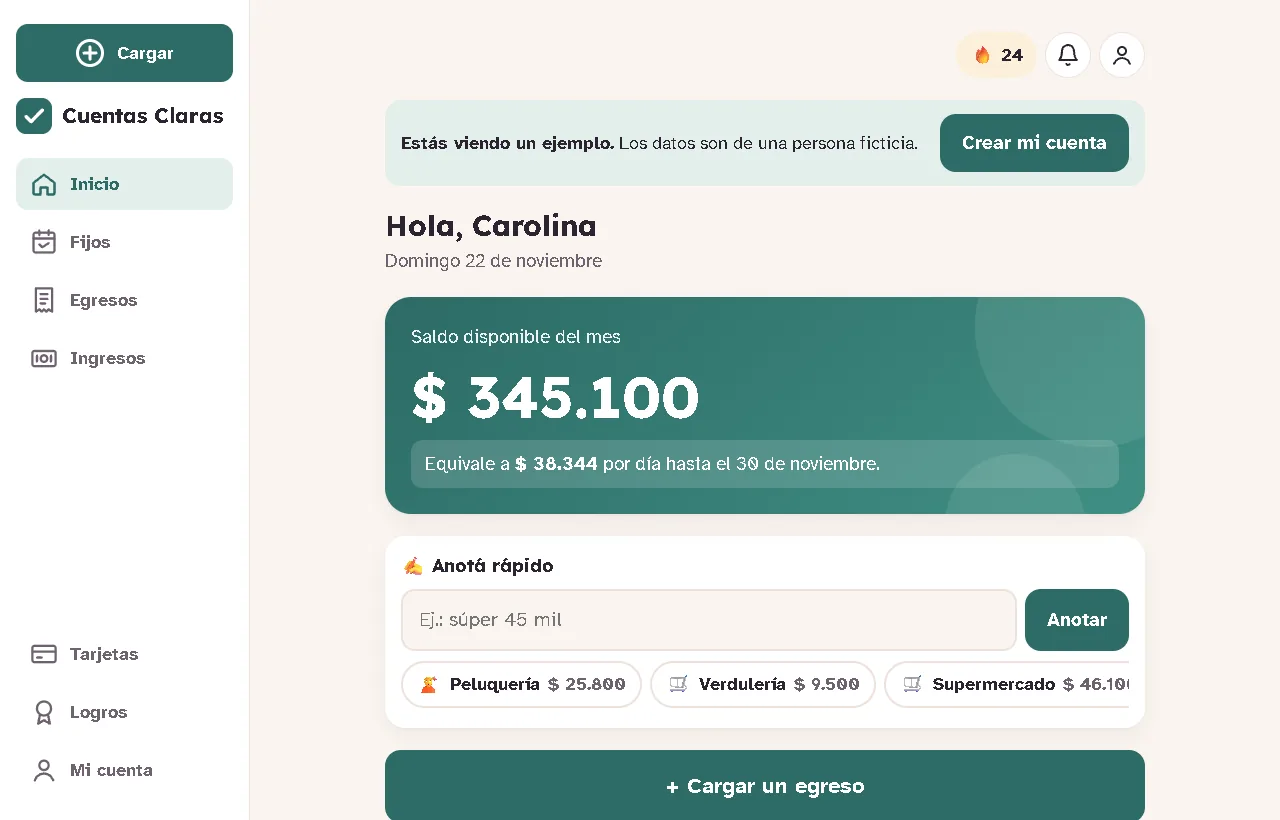 Cargar
Cuentas Claras
Inicio
Fijos
Egresos
Ingresos
Tarjetas
Logros
Mi cuenta
24
Estás viendo un ejemplo. Los datos son de una persona ficticia.
Crear mi cuenta
Hola, Carolina
Domingo 22 de noviembre
Saldo disponible del mes
$ 345.100
Equivale a $ 38.344 por día hasta el 30 de noviembre.
Anotá rápido
Ej.: súper 45 mil
Anotar
Peluquería $ 25.800
Verdulería $ 9.500
Supermercado $ 46.10
+ Cargar un egreso